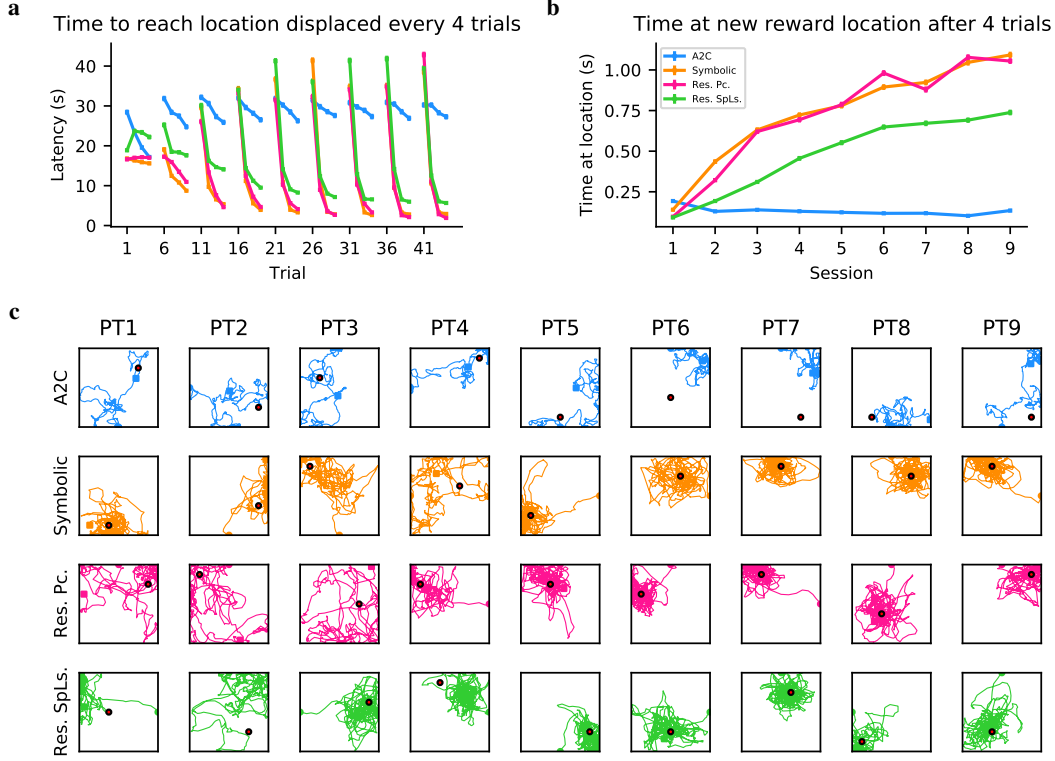 a
Time to reach location displaced every 4 trials
Latency (s)
40
30
20
10
0
1 6 11 16 21 26 31 36 41
Trial
b
Time at new reward location after 4 trials
Time at location (s)
1.00
0.75
0.50
0.25
A2C
Symbolic
Res. Pc.
Res. SpLs.
1 2 3 4 5 6 7 8 9
Session
c
PT1 PT2 PT3 PT4 PT5 PT6 PT7 PT8 PT9
A2C
Symbolic
Res. Pc.
Res. SpLs.